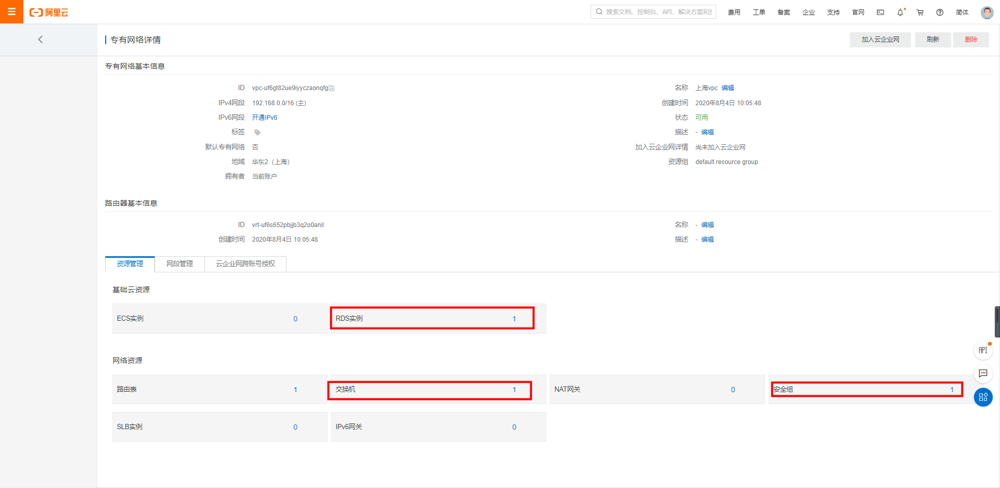 阿里云
搜索文档、控制台、API、解决方案和
费用
工单
备案
企业
支持
官网
简体
专有网络详情
加入云企业网
刷新
删除
专有网络基本信息
ID vpc-uf6gt82ue9iyyczaonqfg
名称 上海vpc 编辑
IPv4网段 192.168.0.0/16 (主)
创建时间 2020年8月4日 10:05:48
IPv6网段 开通IPv6
状态 可用
标签
描述 - 编辑
默认专有网络 否
加入云企业网详情 尚未加入云企业网
地域 华东2（上海）
资源组 default resource group
拥有者 当前账户
路由器基本信息
ID vrt-uf6s652pbjjb3q2o0anil
名称 - 编辑
创建时间 2020年8月4日 10:05:48
描述 - 编辑
资源管理
网段管理
云企业网跨账号授权
基础云资源
ECS实例 0
RDS实例 1
网络资源
路由表 1
交换机 1
NAT网关 0
安全组 1
SLB实例 0
IPv6网关 0
API